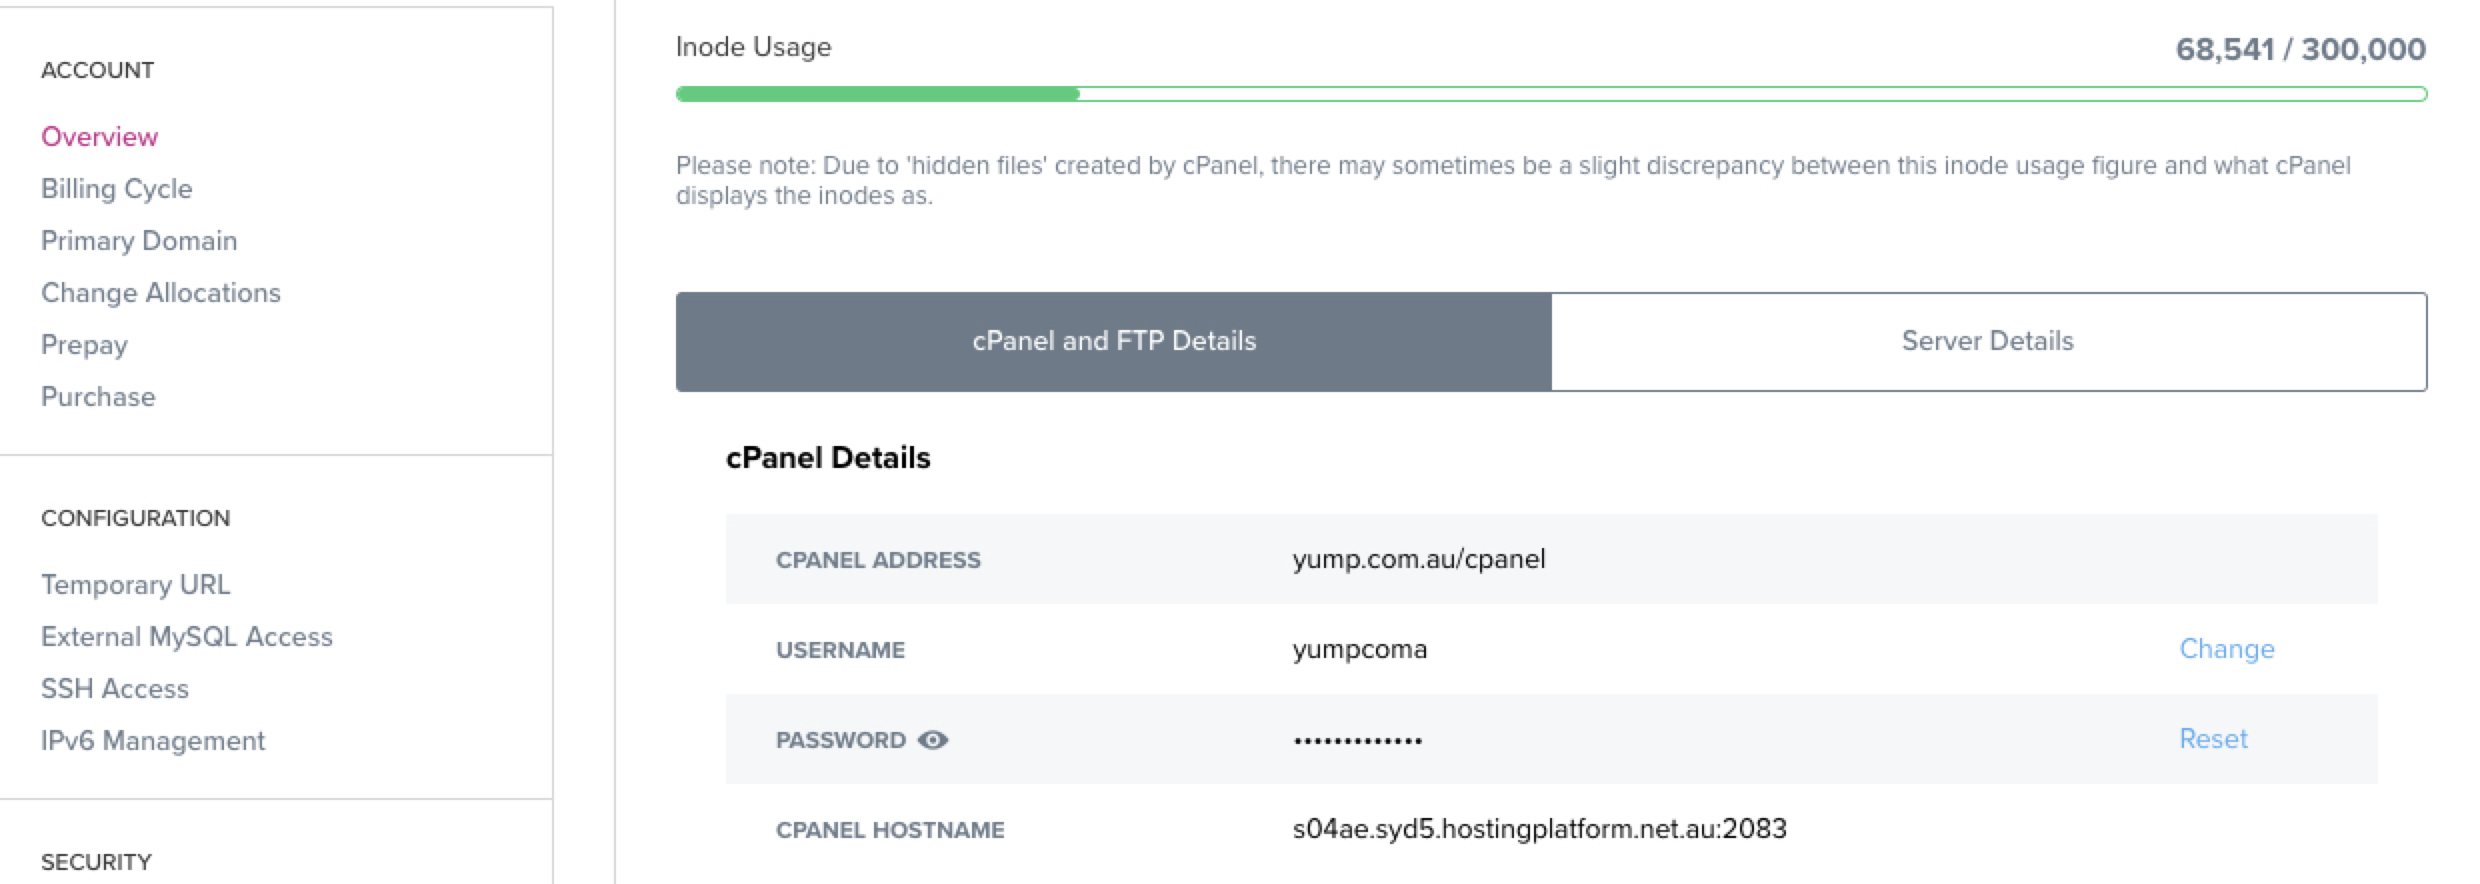 ACCOUNT
Overview
Billing Cycle
Primary Domain
Change Allocations
Prepay
Purchase
CONFIGURATION
Temporary URL
External MySQL Access
SSH Access
IPv6 Management
SECURITY
Inode Usage
68,541 / 300,000
Please note: Due to 'hidden files' created by cPanel, there may sometimes be a slight discrepancy between this inode usage figure and what cPanel
displays the inodes as.
cPanel and FTP Details
Server Details
cPanel Details
CPANEL ADDRESS yump.com.au/cpanel
USERNAME yumpcoma Change
PASSWORD ••••••••••••• Reset
CPANEL HOSTNAME s04ae.syd5.hostingplatform.net.au:2083